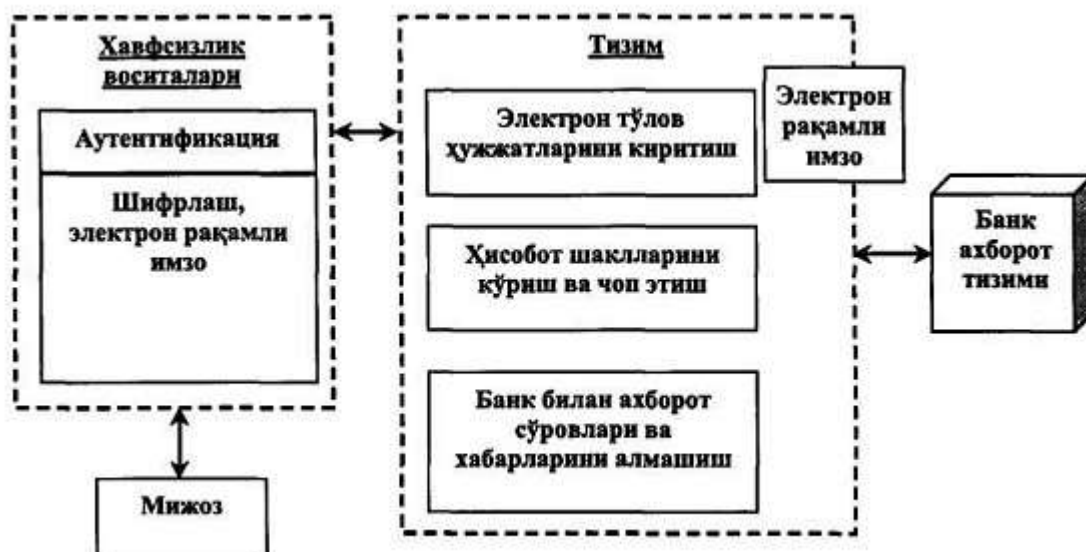 Хавфсизлик
воситалари
Аутентификация
Шифрлаш,
электрон рақамли
имзо
Мижоз
Тизим
Электрон тўлов
ҳужжатларини киритиш
Электрон
рақамли
имзо
Ҳисобот шаклларини
кўриш ва чоп этиш
Банк билан ахборот
сўровлари ва
хабарларини алмашиш
Банк
ахборот
тизими